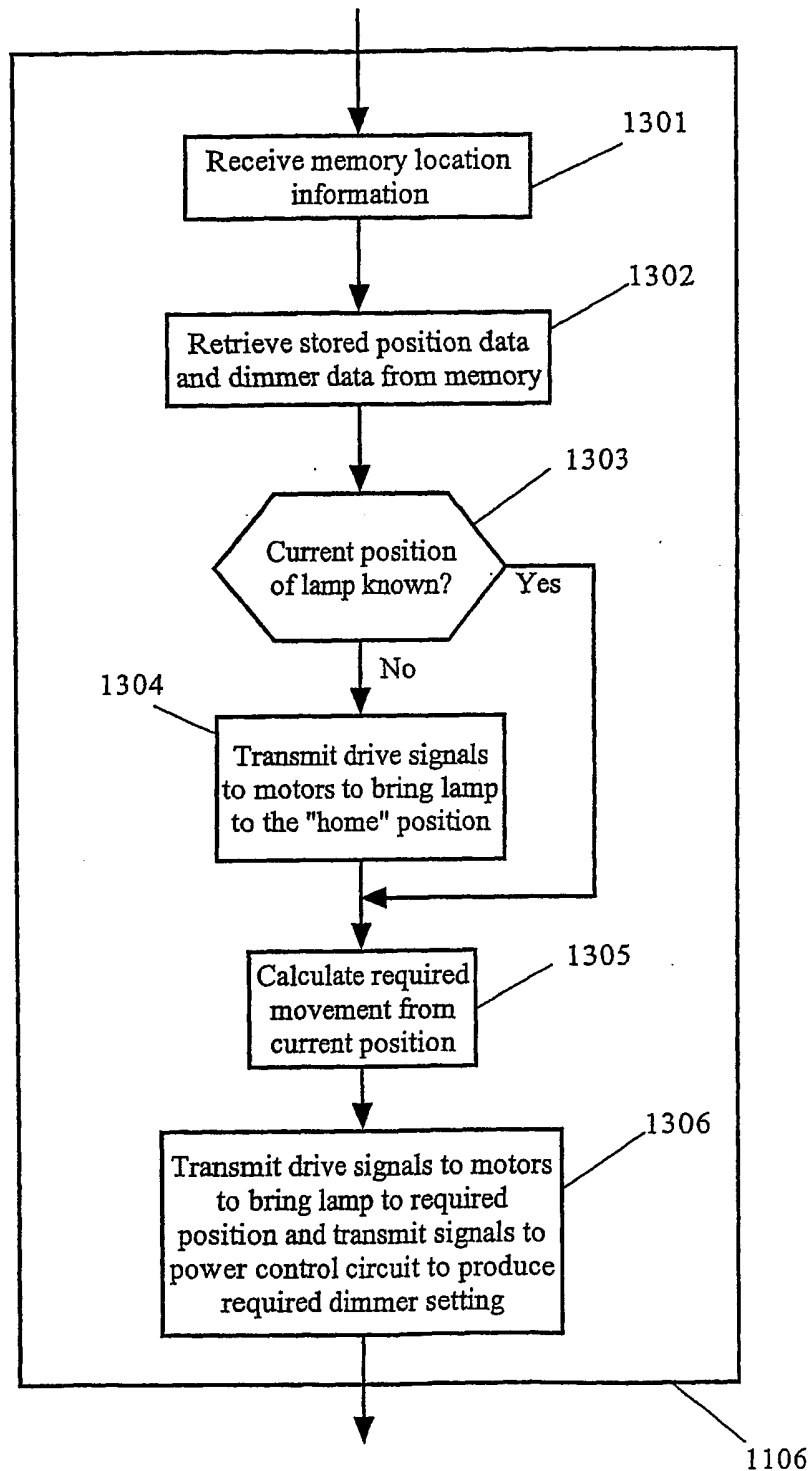 1301
Receive memory location
information
1302
Retrieve stored position data
and dimmer data from memory
1303
Current position
of lamp known?
Yes
No
1304
Transmit drive signals
to motors to bring lamp
to the "home" position
1305
Calculate required
movement from
current position
1306
Transmit drive signals to motors
to bring lamp to required
position and transmit signals to
power control circuit to produce
required dimmer setting
1106